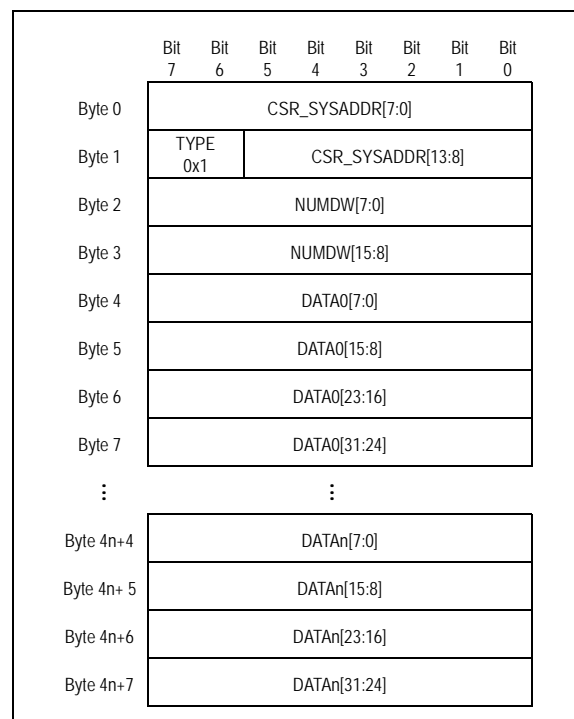 Bit Bit Bit Bit Bit Bit Bit Bit
7 6 5 4 3 2 1 0
Byte 0 CSR_SYSADDR[7:0]
Byte 1 TYPE 0x1 CSR_SYSADDR[13:8]
Byte 2 NUMDW[7:0]
Byte 3 NUMDW[15:8]
Byte 4 DATA0[7:0]
Byte 5 DATA0[15:8]
Byte 6 DATA0[23:16]
Byte 7 DATA0[31:24]
⋮ ⋮
Byte 4n+4 DATAn[7:0]
Byte 4n+ 5 DATAn[15:8]
Byte 4n+6 DATAn[23:16]
Byte 4n+7 DATAn[31:24]